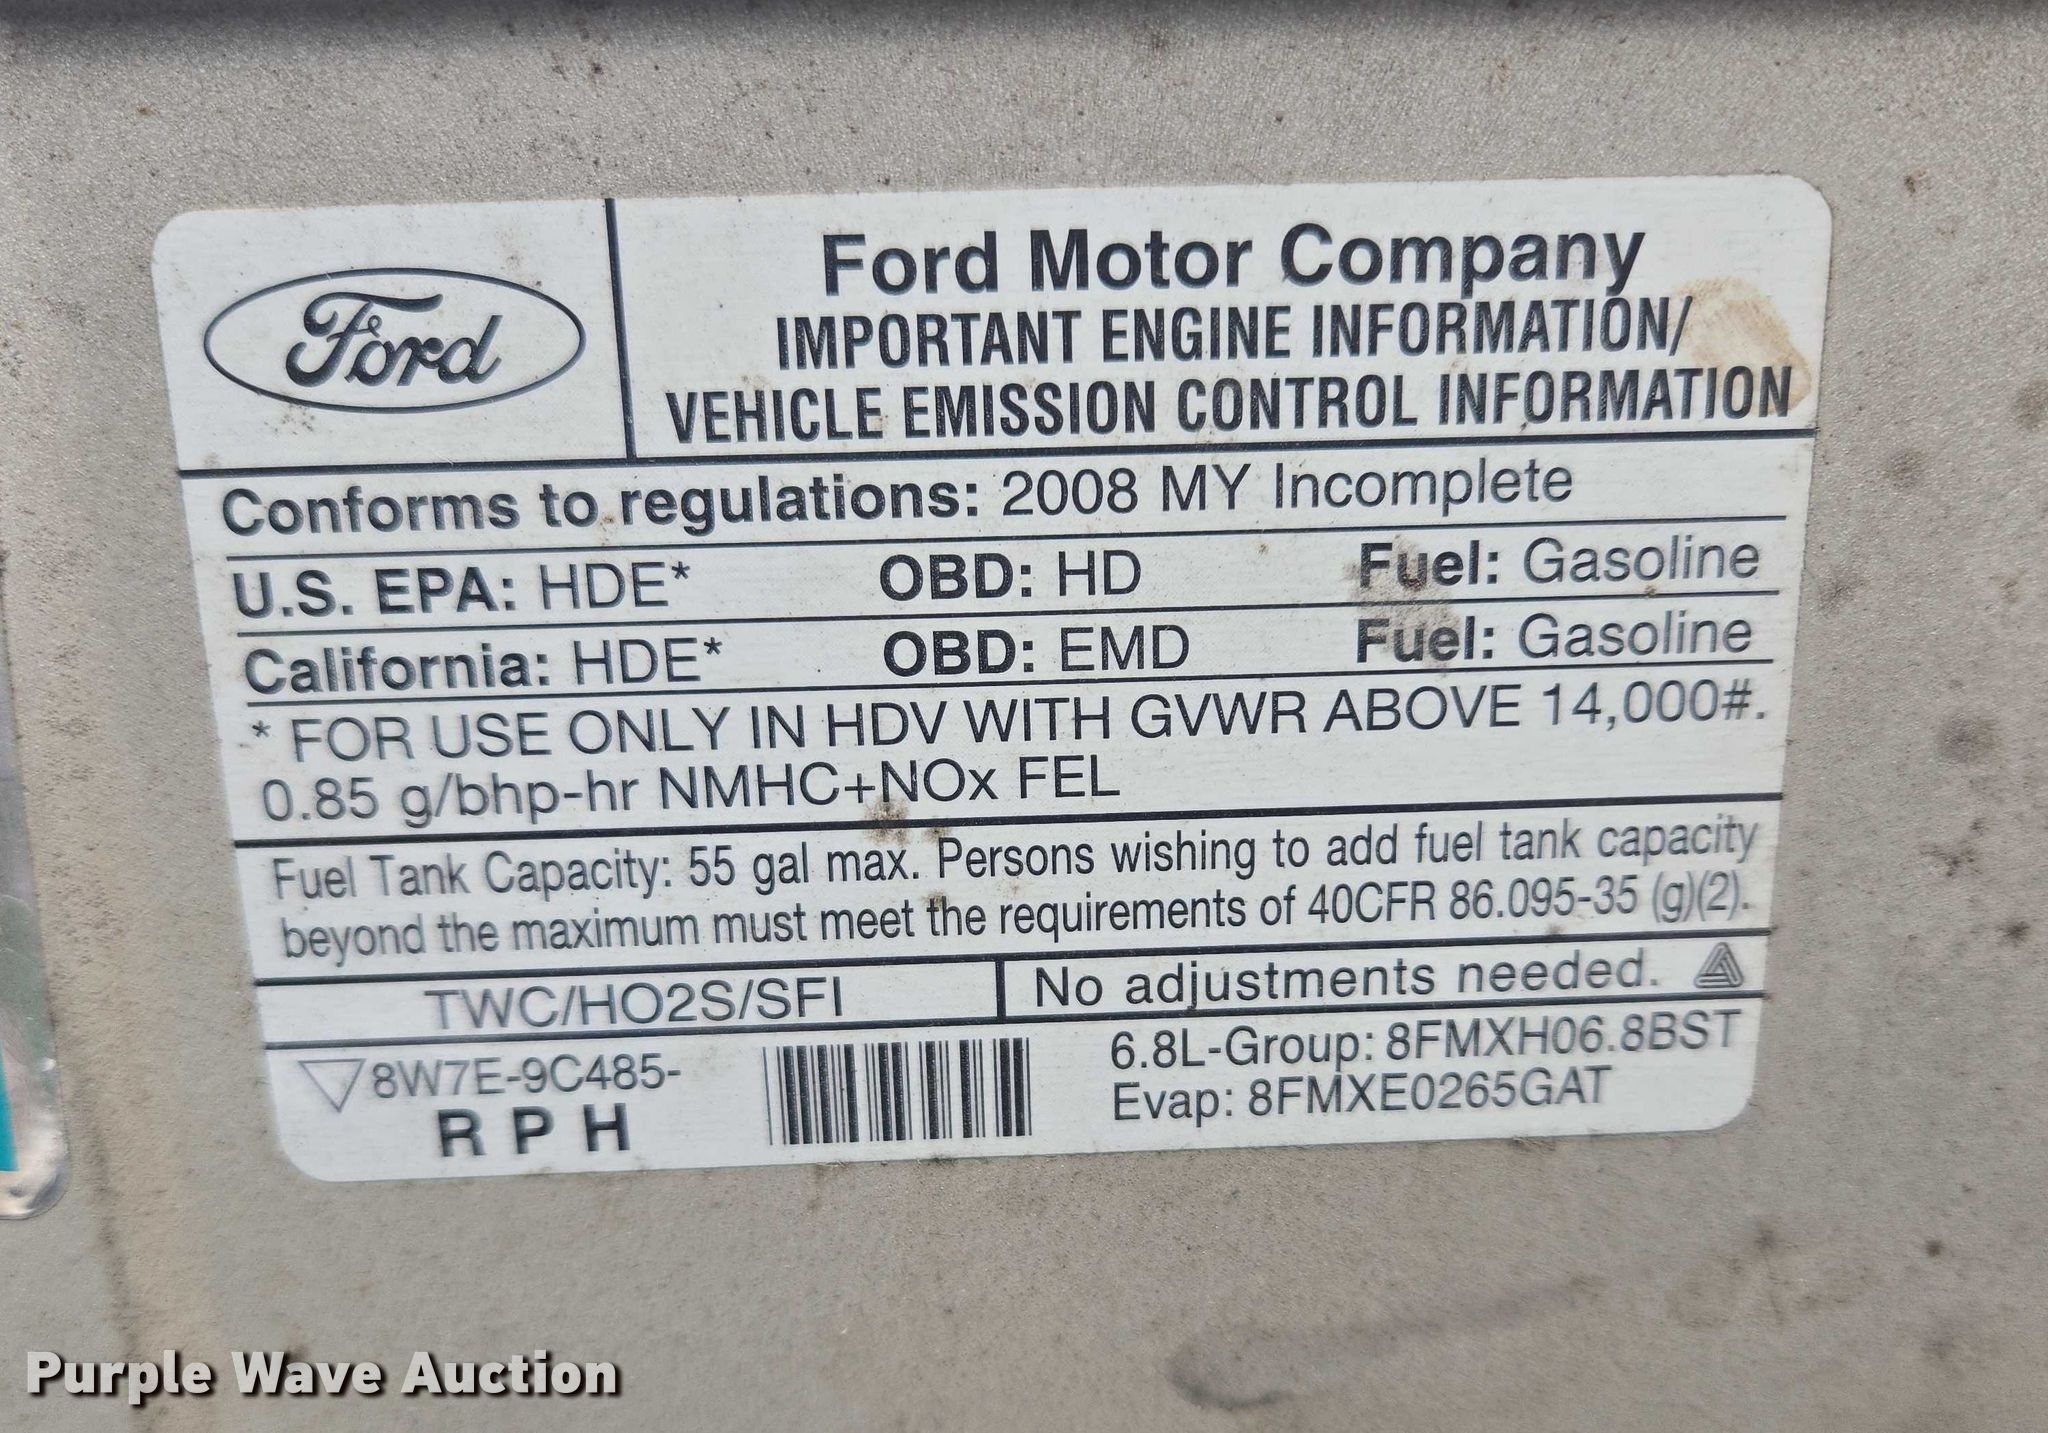 Ford
Ford Motor Company
IMPORTANT ENGINE INFORMATION/
VEHICLE EMISSION CONTROL INFORMATION
Conforms to regulations: 2008 MY Incomplete
U.S. EPA: HDE* OBD: HD Fuel: Gasoline
California: HDE* OBD: EMD Fuel: Gasoline
* FOR USE ONLY IN HDV WITH GVWR ABOVE 14,000#.
0.85 g/bhp-hr NMHC+NOx FEL
Fuel Tank Capacity: 55 gal max. Persons wishing to add fuel tank capacity
beyond the maximum must meet the requirements of 40CFR 86.095-35 (g)(2).
TWC/HO2S/SFI No adjustments needed.
8W7E-9C485-
RPH
6.8L-Group: 8FMXH06.8BST
Evap: 8FMXE0265GAT
Purple Wave Auction